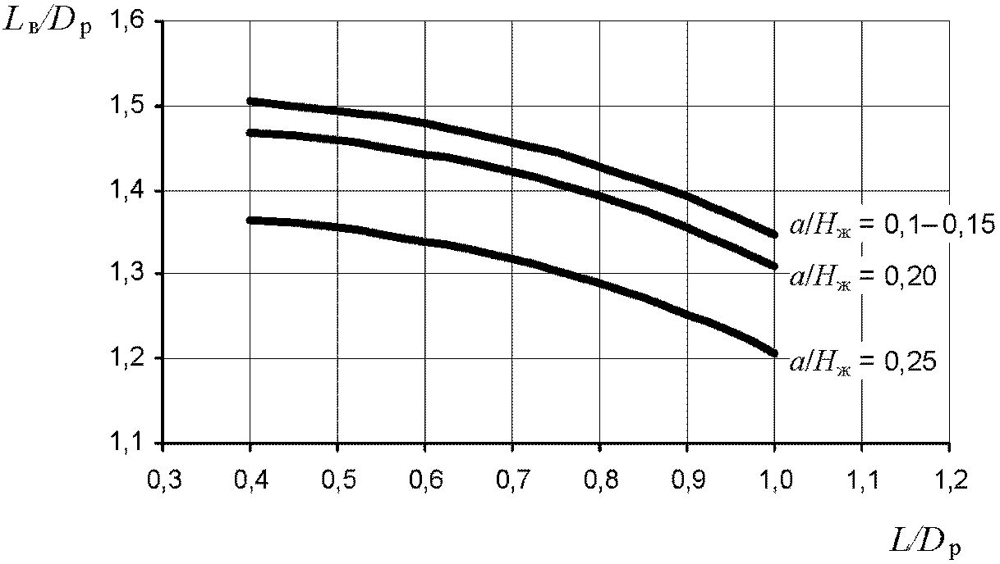 Lв/Dр
1,6
1,5
1,4
1,3
1,2
1,1
a/Hж = 0,1–0,15
a/Hж = 0,20
a/Hж = 0,25
0,3 0,4 0,5 0,6 0,7 0,8 0,9 1,0 1,1 1,2
L/Dр